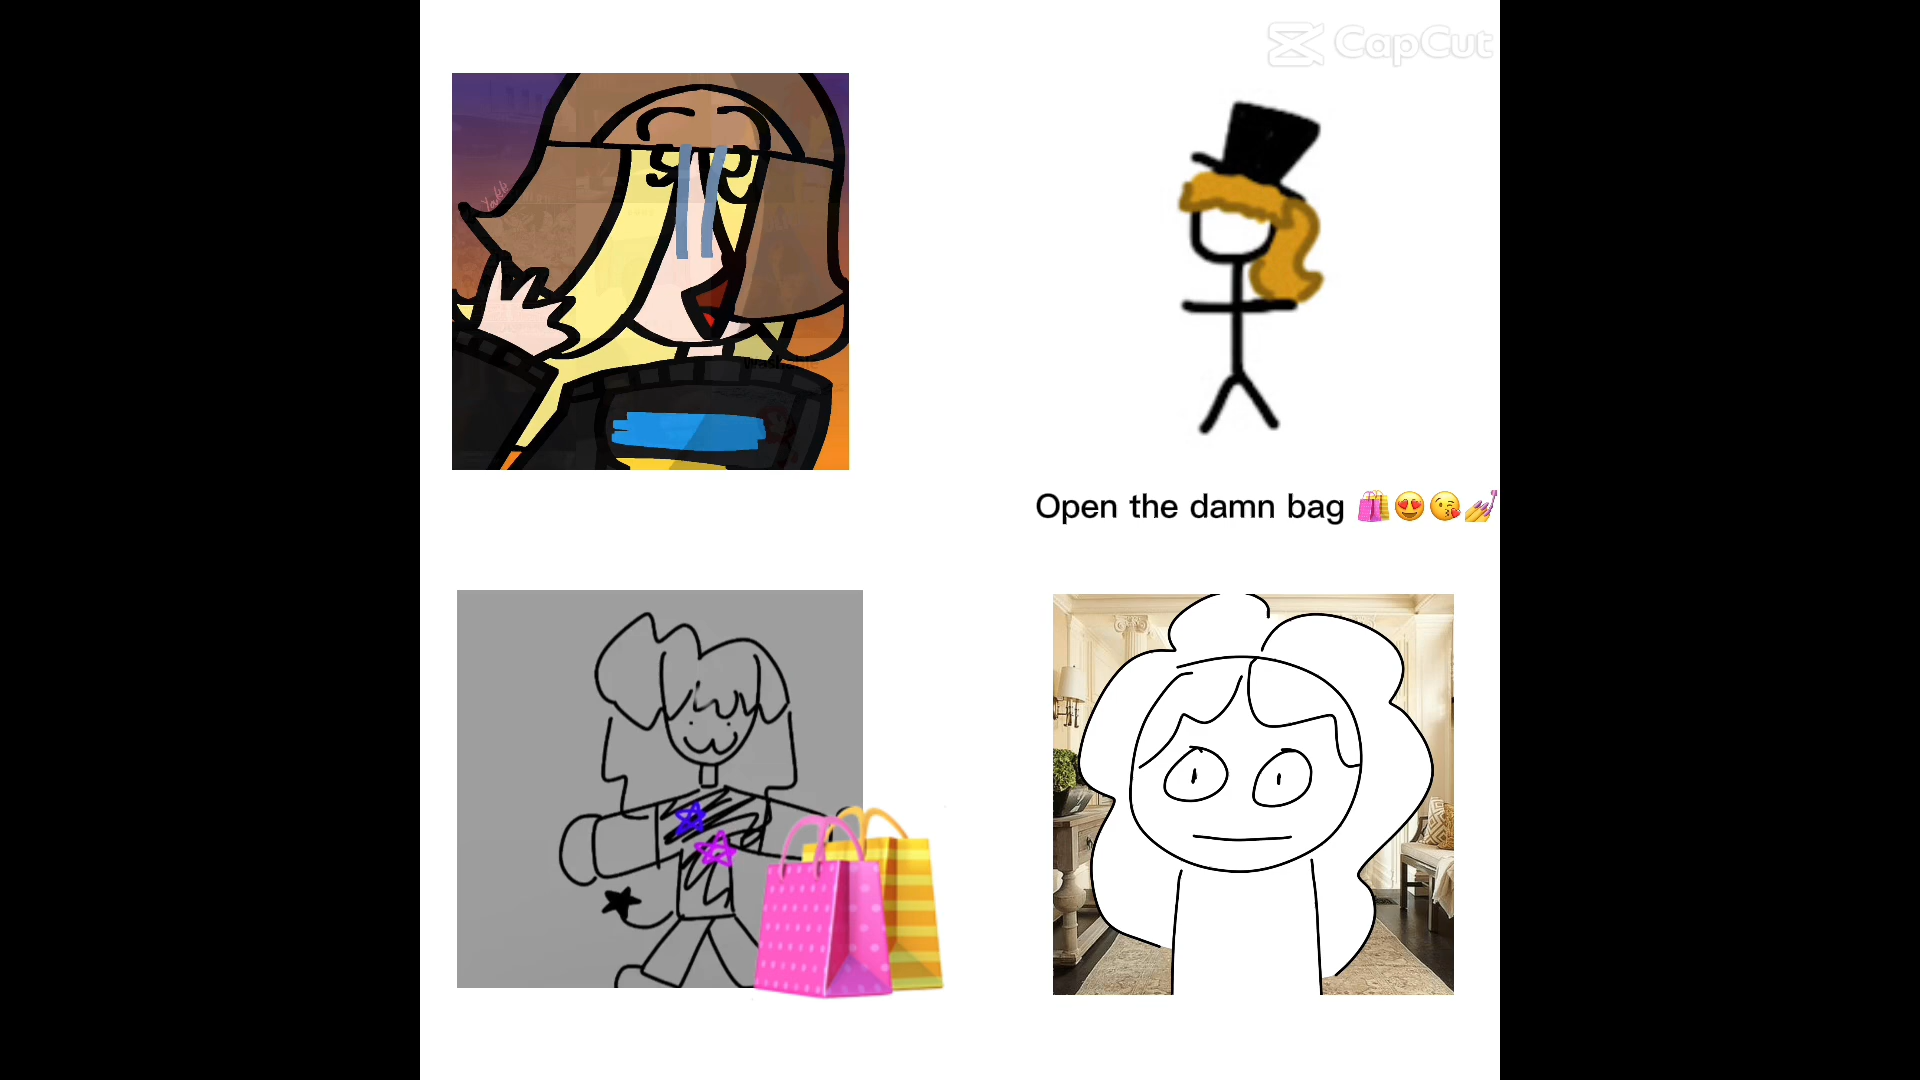 CapCut
Open the damn bag 🛍️😍😘💅